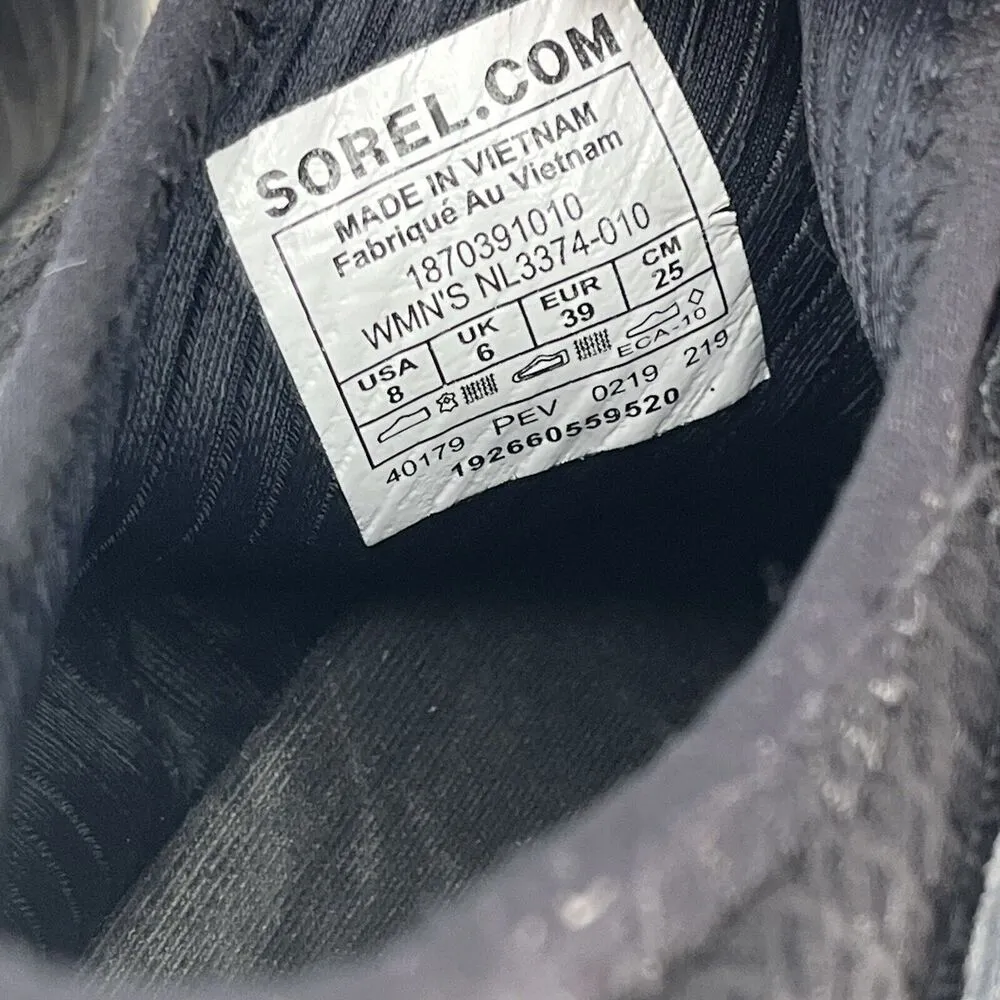 SOREL.COM
MADE IN VIETNAM
Fabriqué Au Vietnam
1870391010
WMN'S NL3374-010
USA UK EUR CM
8 6 39 25
ECA-10
40179 PEV 0219 219
192660559520